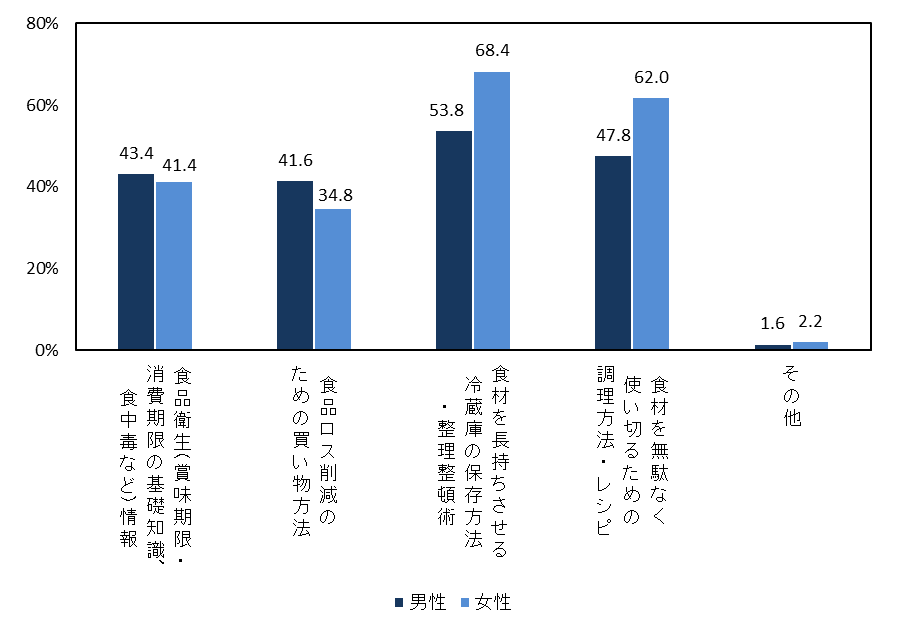 80%
60%
40%
20%
0%
43.4
41.4
41.6
34.8
53.8
68.4
47.8
62.0
1.6
2.2
食品衛生(賞味期限・
消費期限の基礎知識、
食中毒など)情報
食品ロス削減の
ための買い物方法
食材を長持ちさせる
冷蔵庫の保存方法
・整理整頓術
食材を無駄なく
使い切るための
調理方法・レシピ
その他
男性
女性